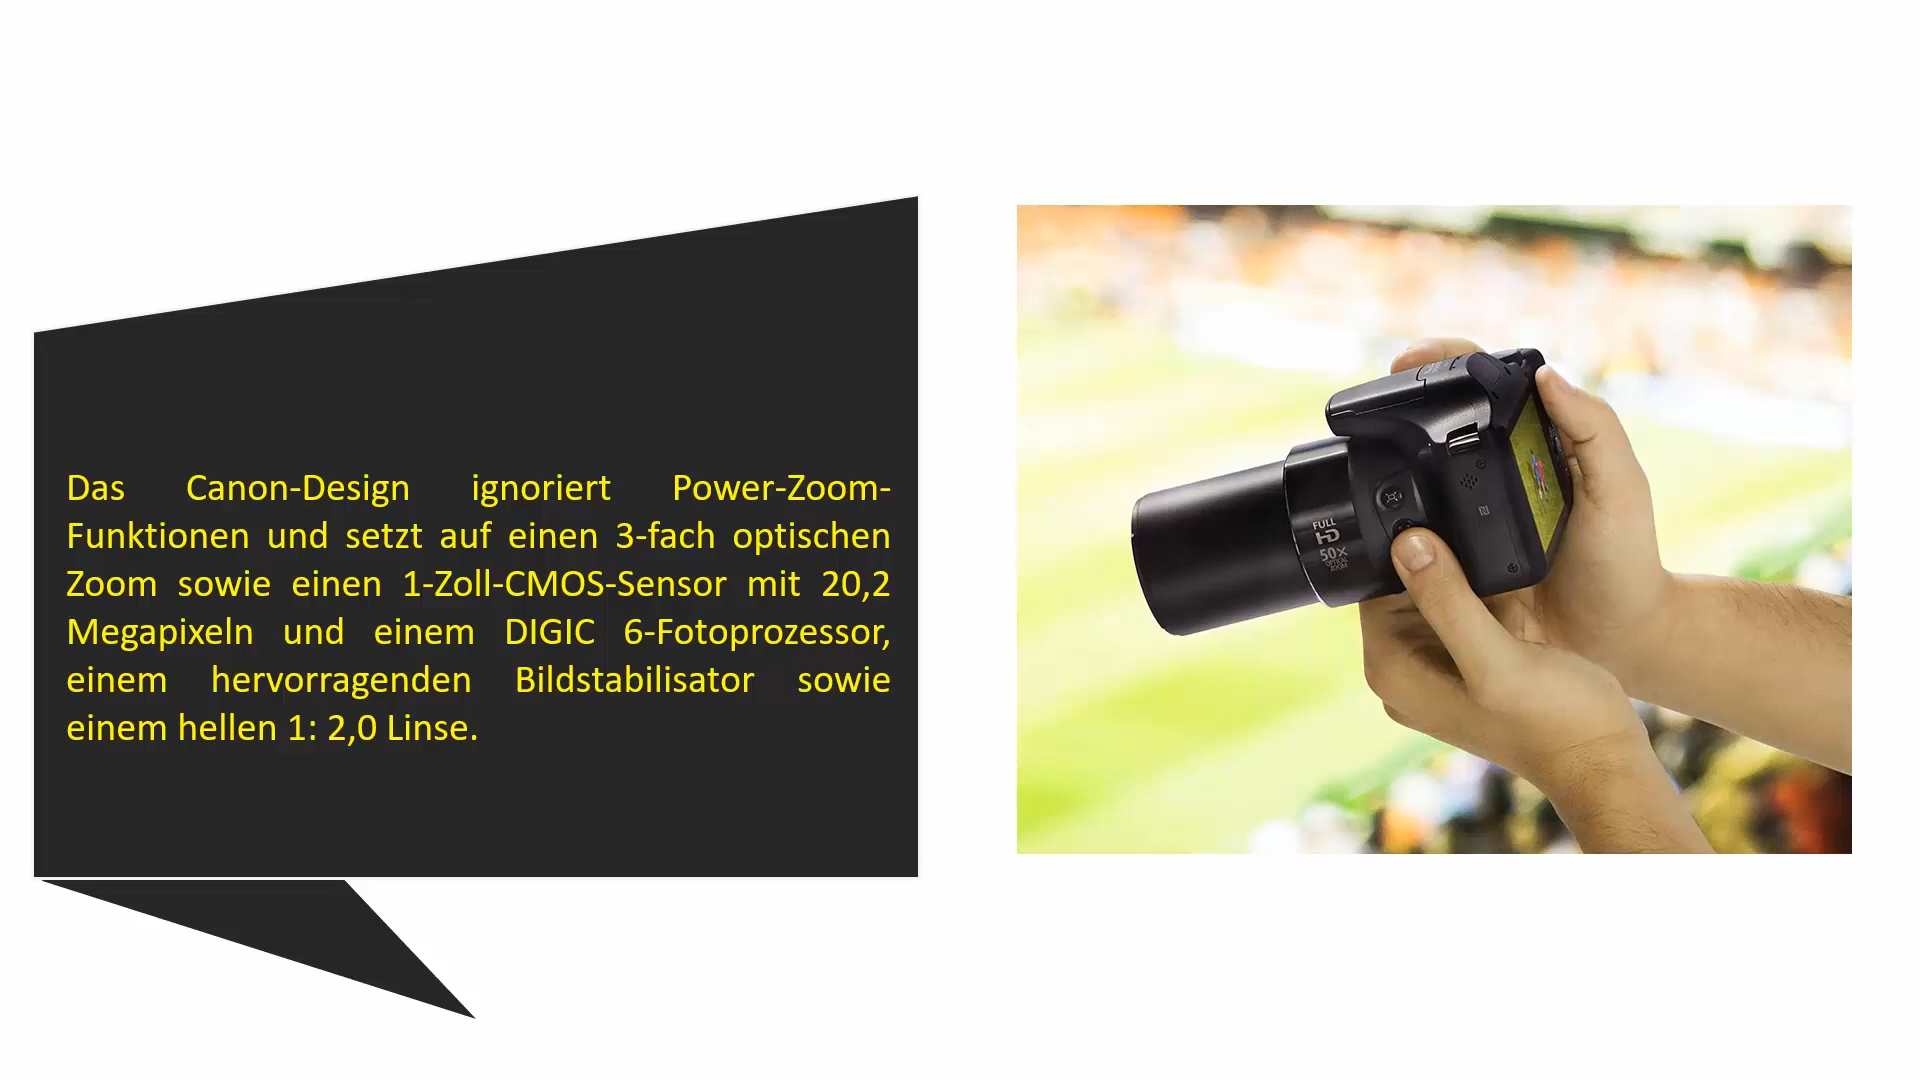 Das Canon-Design ignoriert Power-Zoom-
Funktionen und setzt auf einen 3-fach optischen
Zoom sowie einen 1-Zoll-CMOS-Sensor mit 20,2
Megapixeln und einem DIGIC 6-Fotoprozessor,
einem hervorragenden Bildstabilisator sowie
einem hellen 1: 2,0 Linse.
FULL
HD
50x
OPTICAL
ZOOM